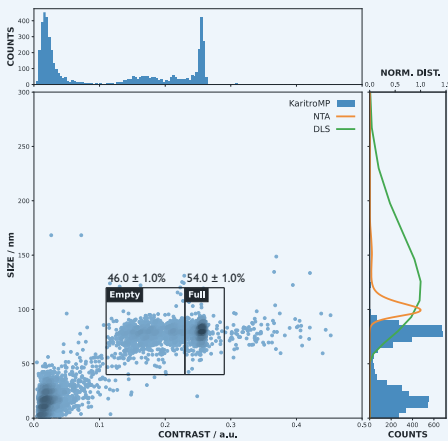 COUNTS
400
300
200
100
0
NORM. DIST.
0.0 0.5 1.0 1.5
300
250
200
150
100
50
0
SIZE / nm
KaritroMP
NTA
DLS
46.0 ± 1.0% 54.0 ± 1.0%
Empty Full
0.0 0.1 0.2 0.3 0.4 0.5
0 200 400 600
CONTRAST / a.u. COUNTS